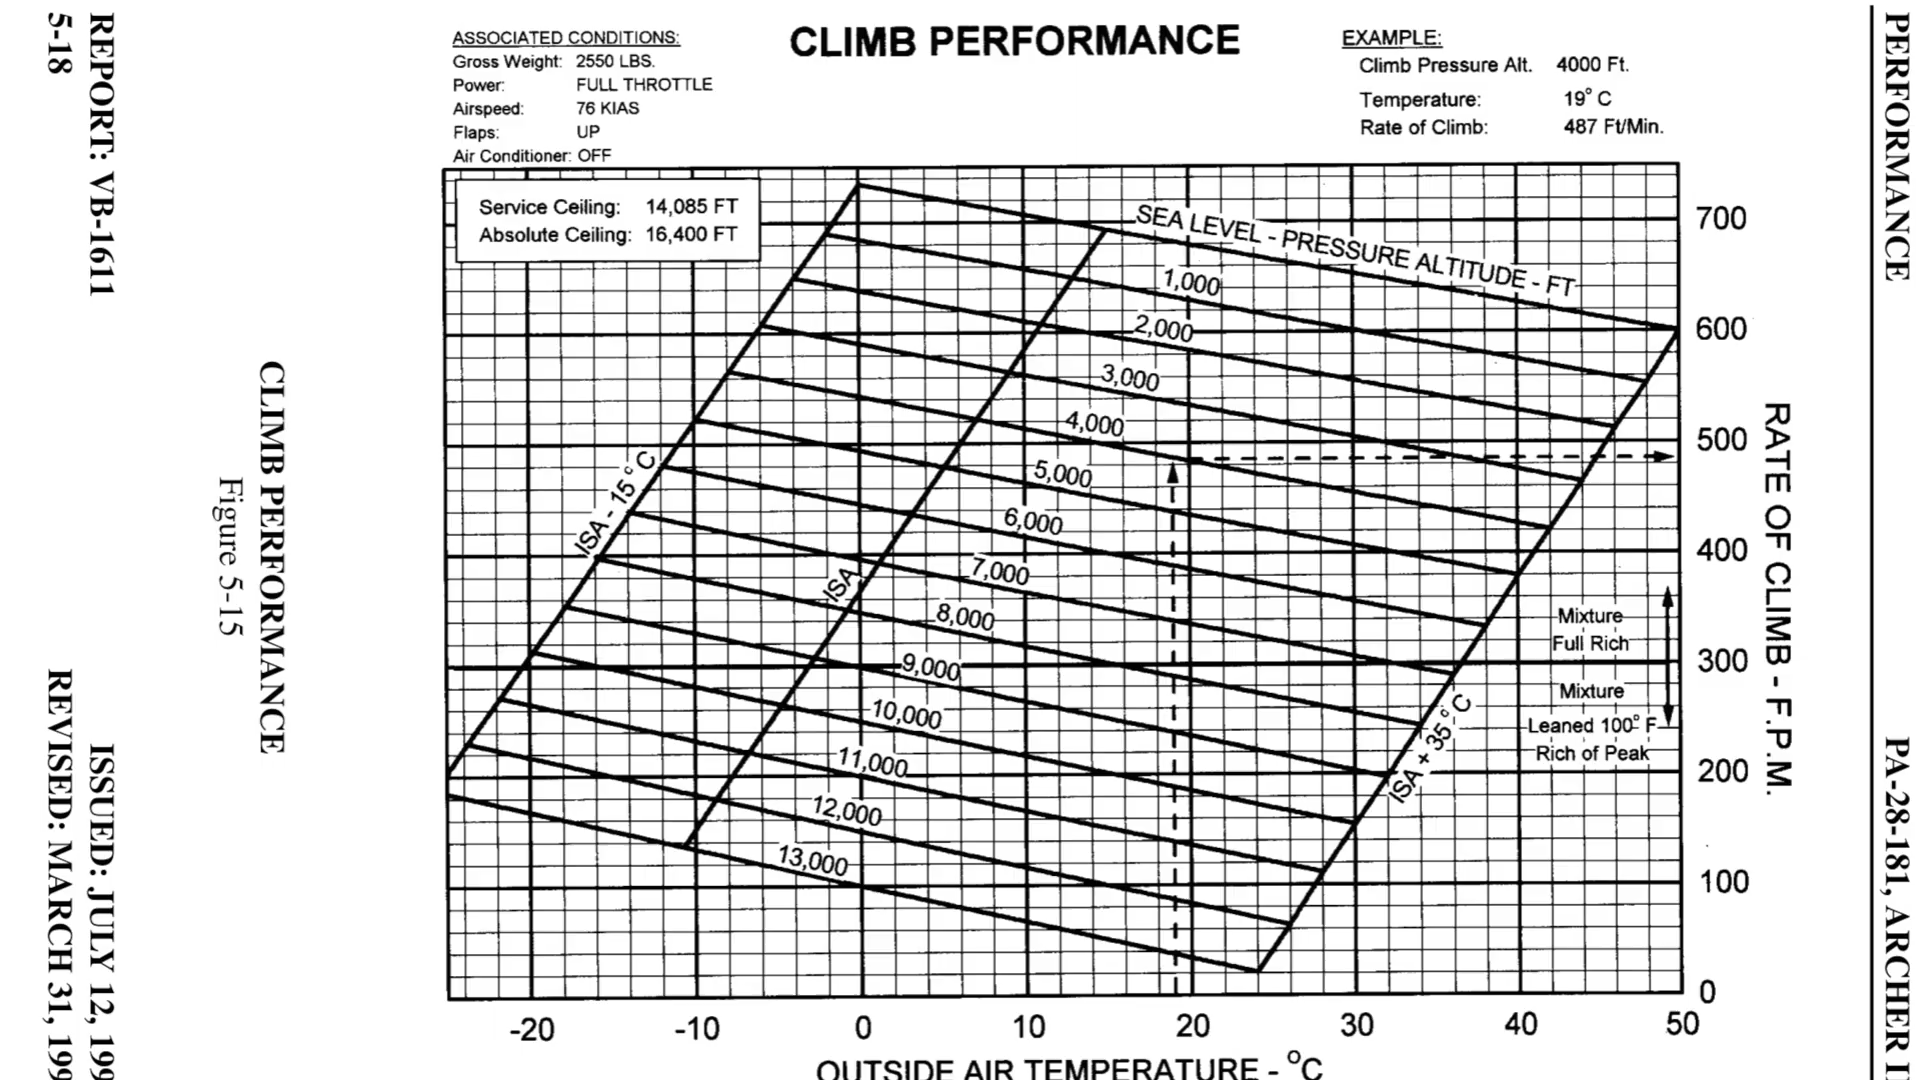 REPORT: VB-1611
5-18
CLIMB PERFORMANCE
Figure 5-15
ISSUED: JULY 12, 199
REVISED: MARCH 31, 199
CLIMB PERFORMANCE
ASSOCIATED CONDITIONS:
Gross Weight: 2550 LBS.
Power: FULL THROTTLE
Airspeed: 76 KIAS
Flaps: UP
Air Conditioner: OFF
EXAMPLE:
Climb Pressure Alt. 4000 Ft.
Temperature: 19° C
Rate of Climb: 487 Ft/Min.
Service Ceiling: 14,085 FT
Absolute Ceiling: 16,400 FT
SEA LEVEL - PRESSURE ALTITUDE - FT
1,000
2,000
3,000
4,000
5,000
6,000
7,000
8,000
9,000
10,000
11,000
12,000
13,000
ISA - 15° C
ISA
ISA + 35° C
Mixture
Full Rich
Mixture
Leaned 100° F
Rich of Peak
700
600
500
400
300
200
100
0
RATE OF CLIMB - F.P.M.
-20 -10 0 10 20 30 40 50
OUTSIDE AIR TEMPERATURE - °C
PERFORMANCE
PA-28-181, ARCHER II